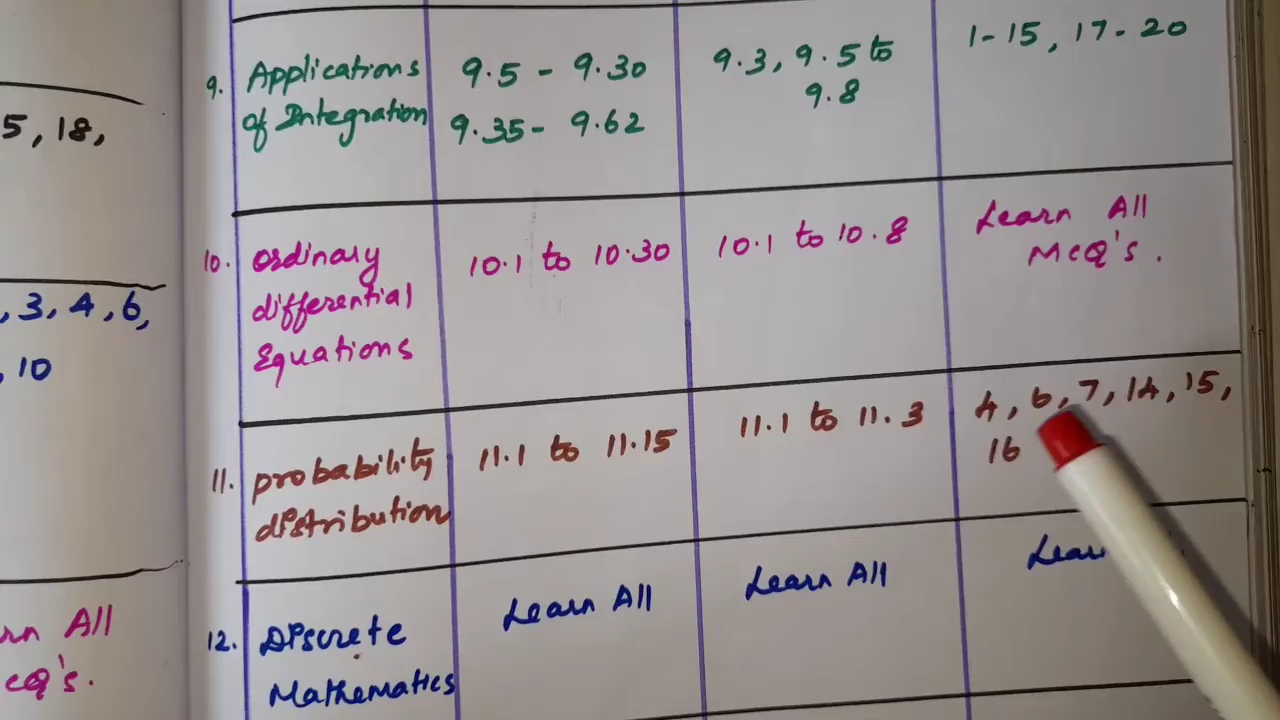 5, 18,
, 3, 4, 6,
, 10
rn All
cQ's.
9. Applications
of Integration
9.5 - 9.30
9.35 - 9.62
9.3, 9.5 to
9.8
1-15, 17-20
10. ordinary
differential
Equations
10.1 to 10.30
10.1 to 10.8
Learn All
McQ's.
11. probability
distribution
11.1 to 11.15
11.1 to 11.3
4, 6, 7, 14, 15,
16
12. Discrete
Mathematics
Learn All
Learn All